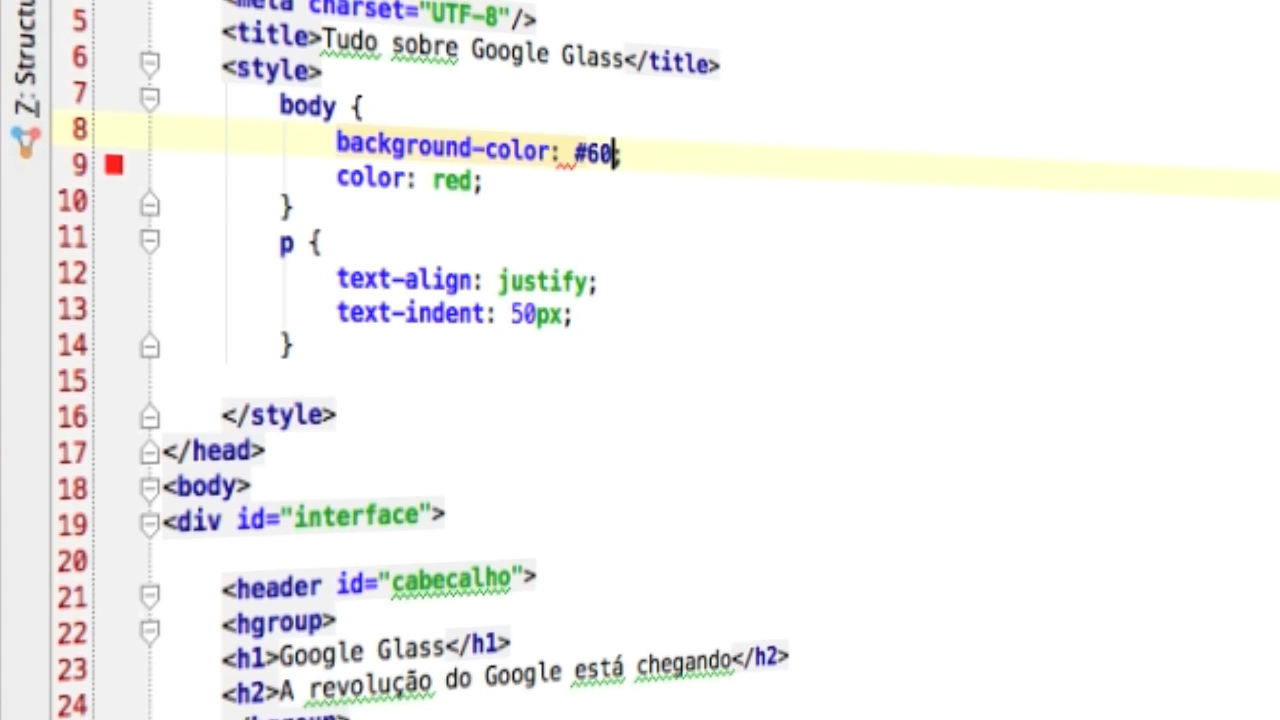 Z: Structu
5 <meta charset="UTF-8"/>
6 <title>Tudo sobre Google Glass</title>
7 <style>
8 body {
9 background-color: #60;
10 color: red;
11 }
12 p {
13 text-align: justify;
14 text-indent: 50px;
15 }
16 </style>
17 </head>
18 <body>
19 <div id="interface">
20
21 <header id="cabecalho">
22 <hgroup>
23 <h1>Google Glass</h1>
24 <h2>A revolução do Google está chegando</h2>
</hgroup>